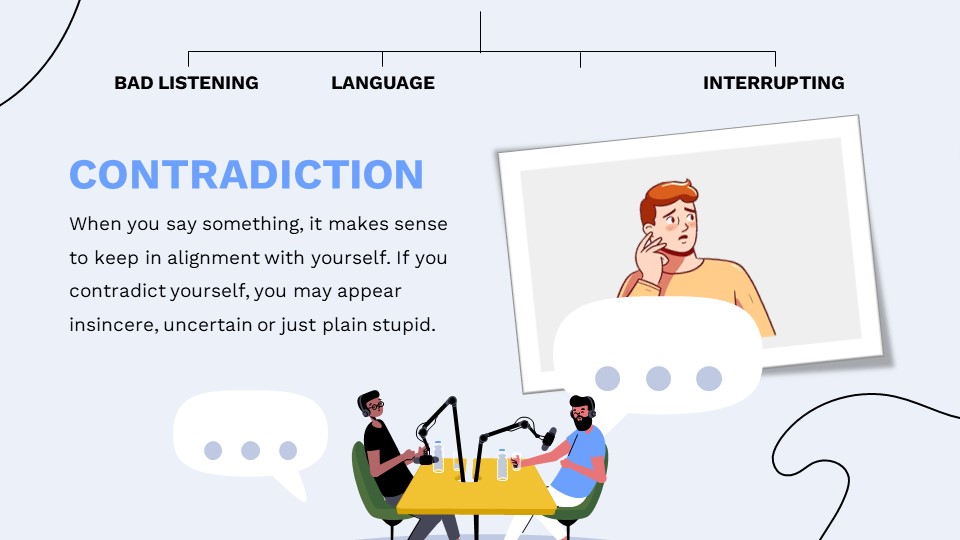 BAD LISTENING
LANGUAGE
INTERRUPTING
CONTRADICTION
When you say something, it makes sense
to keep in alignment with yourself. If you
contradict yourself, you may appear
insincere, uncertain or just plain stupid.